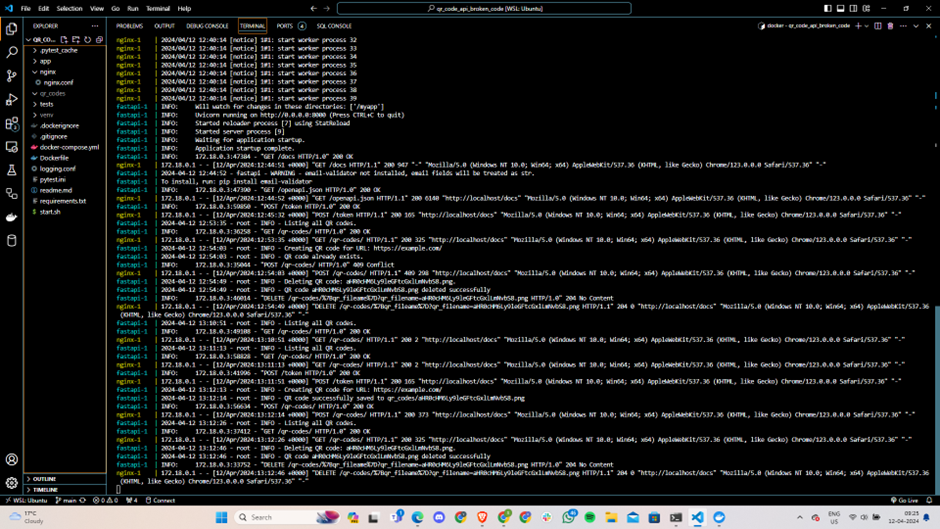 File Edit Selection View Go Run Terminal Help
qr_code_api_broken_code [WSL: Ubuntu]
EXPLORER
PROBLEMS OUTPUT DEBUG CONSOLE TERMINAL PORTS 4 SQL CONSOLE
docker - qr_code_api_broken_code
QR_CO...
.pytest_cache
app
nginx
nginx.conf
qr_codes
tests
venv
.dockerignore
.gitignore
docker-compose.yml
Dockerfile
logging.conf
pytest.ini
readme.md
requirements.txt
start.sh
OUTLINE
TIMELINE
nginx-1 | 2024/04/12 12:40:14 [notice] 1#1: start worker process 32
nginx-1 | 2024/04/12 12:40:14 [notice] 1#1: start worker process 33
nginx-1 | 2024/04/12 12:40:14 [notice] 1#1: start worker process 34
nginx-1 | 2024/04/12 12:40:14 [notice] 1#1: start worker process 35
nginx-1 | 2024/04/12 12:40:14 [notice] 1#1: start worker process 36
nginx-1 | 2024/04/12 12:40:14 [notice] 1#1: start worker process 37
nginx-1 | 2024/04/12 12:40:14 [notice] 1#1: start worker process 38
nginx-1 | 2024/04/12 12:40:14 [notice] 1#1: start worker process 39
fastapi-1 | INFO: Will watch for changes in these directories: ['/myapp']
fastapi-1 | INFO: Uvicorn running on http://0.0.0.0:8000 (Press CTRL+C to quit)
fastapi-1 | INFO: Started reloader process [7] using StatReload
fastapi-1 | INFO: Started server process [9]
fastapi-1 | INFO: Waiting for application startup.
fastapi-1 | INFO: Application startup complete.
fastapi-1 | INFO: 172.18.0.3:47384 - "GET /docs HTTP/1.0" 200 OK
nginx-1 | 172.18.0.1 - - [12/Apr/2024:12:44:51 +0000] "GET /docs HTTP/1.1" 200 947 "-" "Mozilla/5.0 (Windows NT 10.0; Win64; x64) AppleWebKit/537.36 (KHTML, like Gecko) Chrome/123.0.0.0 Safari/537.36" "-"
fastapi-1 | 2024-04-12 12:44:52 - fastapi - WARNING - email-validator not installed, email fields will be treated as str.
fastapi-1 | To install, run: pip install email-validator
fastapi-1 | INFO: 172.18.0.3:47390 - "GET /openapi.json HTTP/1.0" 200 OK
nginx-1 | 172.18.0.1 - - [12/Apr/2024:12:44:52 +0000] "GET /openapi.json HTTP/1.1" 200 6140 "http://localhost/docs" "Mozilla/5.0 (Windows NT 10.0; Win64; x64) AppleWebKit/537.36 (KHTML, like Gecko) Chrome/123.0.0.0 Safari/537.36" "-"
fastapi-1 | INFO: 172.18.0.3:59850 - "POST /token HTTP/1.0" 200 OK
nginx-1 | 172.18.0.1 - - [12/Apr/2024:12:45:32 +0000] "POST /token HTTP/1.1" 200 165 "http://localhost/docs" "Mozilla/5.0 (Windows NT 10.0; Win64; x64) AppleWebKit/537.36 (KHTML, like Gecko) Chrome/123.0.0.0 Safari/537.36" "-"
fastapi-1 | 2024-04-12 12:53:35 - root - INFO - Listing all QR codes.
fastapi-1 | INFO: 172.18.0.3:36258 - "GET /qr-codes/ HTTP/1.0" 200 OK
nginx-1 | 172.18.0.1 - - [12/Apr/2024:12:53:35 +0000] "GET /qr-codes/ HTTP/1.1" 200 325 "http://localhost/docs" "Mozilla/5.0 (Windows NT 10.0; Win64; x64) AppleWebKit/537.36 (KHTML, like Gecko) Chrome/123.0.0.0 Safari/537.36" "-"
fastapi-1 | 2024-04-12 12:54:03 - root - INFO - Creating QR code for URL: https://example.com/
fastapi-1 | 2024-04-12 12:54:03 - root - INFO - QR code already exists.
fastapi-1 | INFO: 172.18.0.3:35044 - "POST /qr-codes/ HTTP/1.0" 409 Conflict
nginx-1 | 172.18.0.1 - - [12/Apr/2024:12:54:03 +0000] "POST /qr-codes/ HTTP/1.1" 409 298 "http://localhost/docs" "Mozilla/5.0 (Windows NT 10.0; Win64; x64) AppleWebKit/537.36 (KHTML, like Gecko) Chrome/123.0.0.0 Safari/537.36" "-"
fastapi-1 | 2024-04-12 12:54:49 - root - INFO - Deleting QR code: aHR0cHM6Ly9leGFtcGxlLmNvbS8.png.
fastapi-1 | 2024-04-12 12:54:49 - root - INFO - QR code aHR0cHM6Ly9leGFtcGxlLmNvbS8.png deleted successfully
fastapi-1 | INFO: 172.18.0.3:46014 - "DELETE /qr-codes/%7Bqr_filename%7D?qr_filename=aHR0cHM6Ly9leGFtcGxlLmNvbS8.png HTTP/1.0" 204 No Content
nginx-1 | 172.18.0.1 - - [12/Apr/2024:12:54:49 +0000] "DELETE /qr-codes/%7Bqr_filename%7D?qr_filename=aHR0cHM6Ly9leGFtcGxlLmNvbS8.png HTTP/1.1" 204 0 "http://localhost/docs" "Mozilla/5.0 (Windows NT 10.0; Win64; x64) AppleWebKit/537.36
(KHTML, like Gecko) Chrome/123.0.0.0 Safari/537.36" "-"
fastapi-1 | 2024-04-12 13:10:51 - root - INFO - Listing all QR codes.
fastapi-1 | INFO: 172.18.0.3:49108 - "GET /qr-codes/ HTTP/1.0" 200 OK
nginx-1 | 172.18.0.1 - - [12/Apr/2024:13:10:51 +0000] "GET /qr-codes/ HTTP/1.1" 200 2 "http://localhost/docs" "Mozilla/5.0 (Windows NT 10.0; Win64; x64) AppleWebKit/537.36 (KHTML, like Gecko) Chrome/123.0.0.0 Safari/537.36" "-"
fastapi-1 | 2024-04-12 13:11:13 - root - INFO - Listing all QR codes.
fastapi-1 | INFO: 172.18.0.3:58828 - "GET /qr-codes/ HTTP/1.0" 200 OK
nginx-1 | 172.18.0.1 - - [12/Apr/2024:13:11:13 +0000] "GET /qr-codes/ HTTP/1.1" 200 2 "http://localhost/docs" "Mozilla/5.0 (Windows NT 10.0; Win64; x64) AppleWebKit/537.36 (KHTML, like Gecko) Chrome/123.0.0.0 Safari/537.36" "-"
fastapi-1 | INFO: 172.18.0.3:41996 - "POST /token HTTP/1.0" 200 OK
nginx-1 | 172.18.0.1 - - [12/Apr/2024:13:11:51 +0000] "POST /token HTTP/1.1" 200 165 "http://localhost/docs" "Mozilla/5.0 (Windows NT 10.0; Win64; x64) AppleWebKit/537.36 (KHTML, like Gecko) Chrome/123.0.0.0 Safari/537.36" "-"
fastapi-1 | 2024-04-12 13:12:13 - root - INFO - Creating QR code for URL: https://example.com/
fastapi-1 | 2024-04-12 13:12:14 - root - INFO - QR code successfully saved to qr_codes/aHR0cHM6Ly9leGFtcGxlLmNvbS8.png
fastapi-1 | INFO: 172.18.0.3:56634 - "POST /qr-codes/ HTTP/1.0" 200 OK
nginx-1 | 172.18.0.1 - - [12/Apr/2024:13:12:14 +0000] "POST /qr-codes/ HTTP/1.1" 200 373 "http://localhost/docs" "Mozilla/5.0 (Windows NT 10.0; Win64; x64) AppleWebKit/537.36 (KHTML, like Gecko) Chrome/123.0.0.0 Safari/537.36" "-"
fastapi-1 | 2024-04-12 13:12:26 - root - INFO - Listing all QR codes.
fastapi-1 | INFO: 172.18.0.3:37412 - "GET /qr-codes/ HTTP/1.0" 200 OK
nginx-1 | 172.18.0.1 - - [12/Apr/2024:13:12:26 +0000] "GET /qr-codes/ HTTP/1.1" 200 325 "http://localhost/docs" "Mozilla/5.0 (Windows NT 10.0; Win64; x64) AppleWebKit/537.36 (KHTML, like Gecko) Chrome/123.0.0.0 Safari/537.36" "-"
fastapi-1 | 2024-04-12 13:12:46 - root - INFO - Deleting QR code: aHR0cHM6Ly9leGFtcGxlLmNvbS8.png.
fastapi-1 | 2024-04-12 13:12:46 - root - INFO - QR code aHR0cHM6Ly9leGFtcGxlLmNvbS8.png deleted successfully
fastapi-1 | INFO: 172.18.0.3:33752 - "DELETE /qr-codes/%7Bqr_filename%7D?qr_filename=aHR0cHM6Ly9leGFtcGxlLmNvbS8.png HTTP/1.0" 204 No Content
nginx-1 | 172.18.0.1 - - [12/Apr/2024:13:12:46 +0000] "DELETE /qr-codes/%7Bqr_filename%7D?qr_filename=aHR0cHM6Ly9leGFtcGxlLmNvbS8.png HTTP/1.1" 204 0 "http://localhost/docs" "Mozilla/5.0 (Windows NT 10.0; Win64; x64) AppleWebKit/537.36
(KHTML, like Gecko) Chrome/123.0.0.0 Safari/537.36" "-"
WSL: Ubuntu main 0 0 4 Connect Go Live
17°C
Cloudy
Search
ENG
US
09:25
12-04-2024